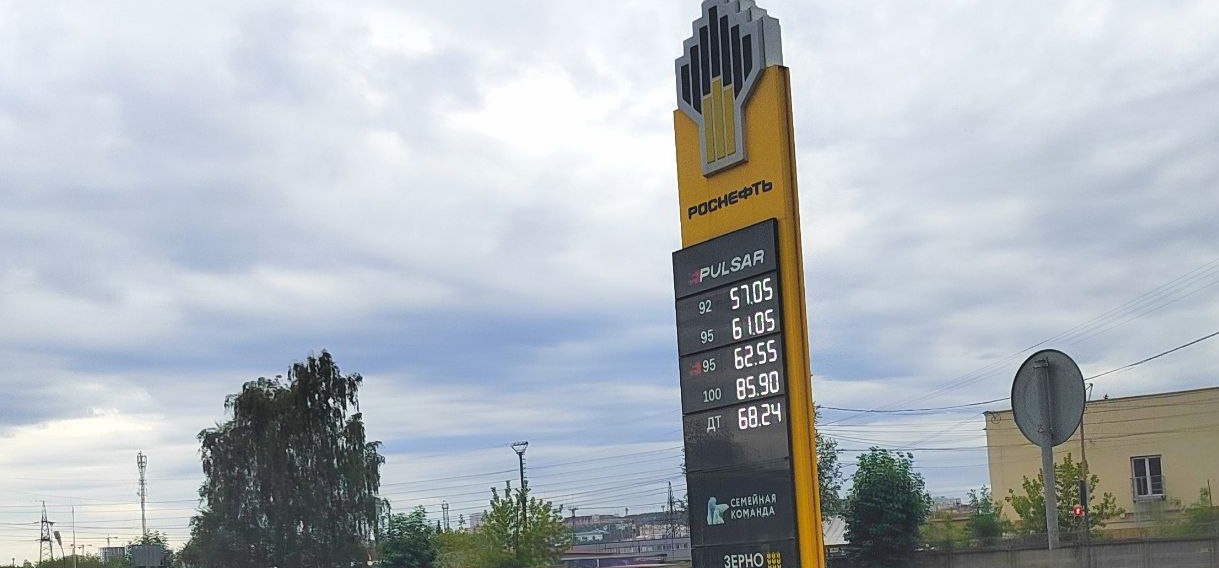 РОСНЕФТЬ
PULSAR
92 57.05
95 61.05
95 62.55
100 85.90
ДТ 68.24
СЕМЕЙНАЯ
КОМАНДА
ЗЕРНО